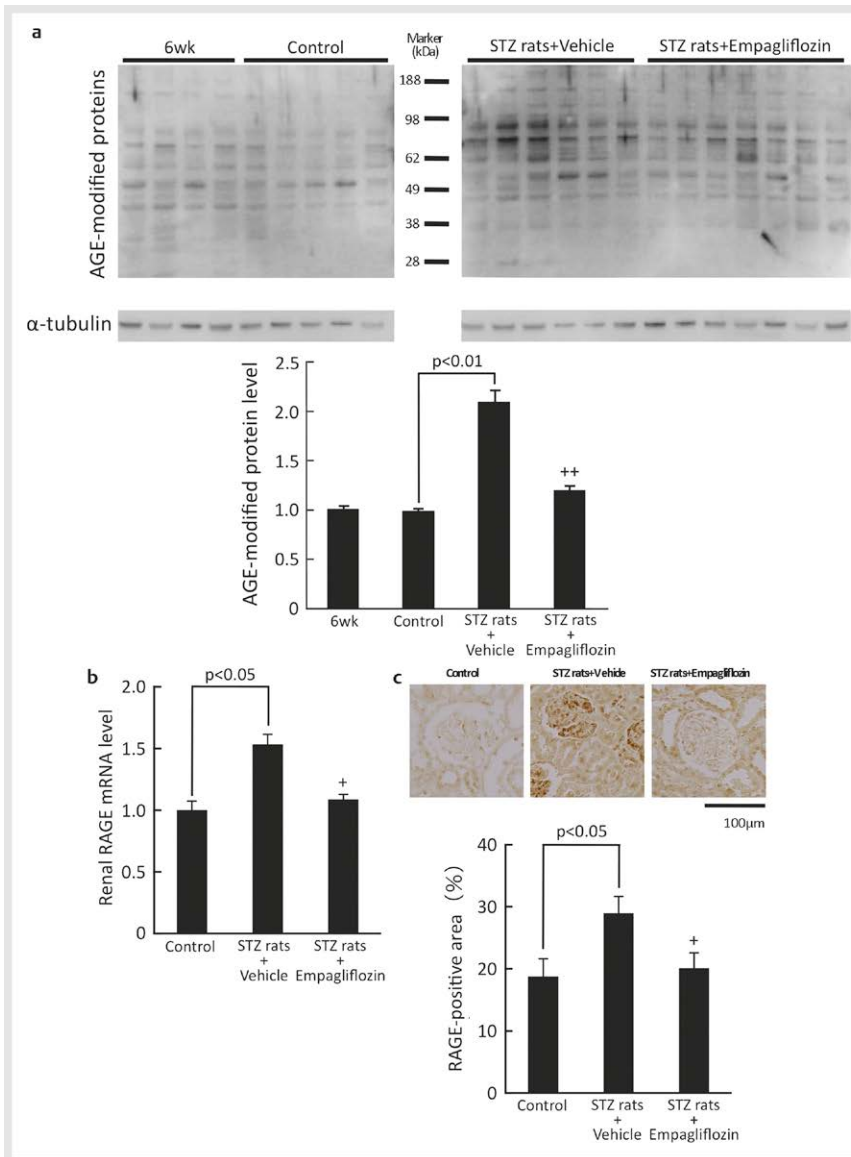 a
6wk
Control
Marker
(kDa)
STZ rats+Vehicle
STZ rats+Empagliflozin
AGE-modified proteins
188
98
62
49
38
28
α-tubulin
p<0.01
AGE-modified protein level
2.5
2.0
1.5
1.0
0.5
0
++
6wk
Control
STZ rats
+
Vehicle
STZ rats
+
Empagliflozin
b
p<0.05
Renal RAGE mRNA level
2.0
1.5
1.0
0.5
0
+
Control
STZ rats
+
Vehicle
STZ rats
+
Empagliflozin
c
Control
STZ rats+Vehide
STZ rats+Empagliflozin
100μm
p<0.05
RAGE-positive area (%)
40
30
20
10
0
+
Control
STZ rats
+
Vehicle
STZ rats
+
Empagliflozin